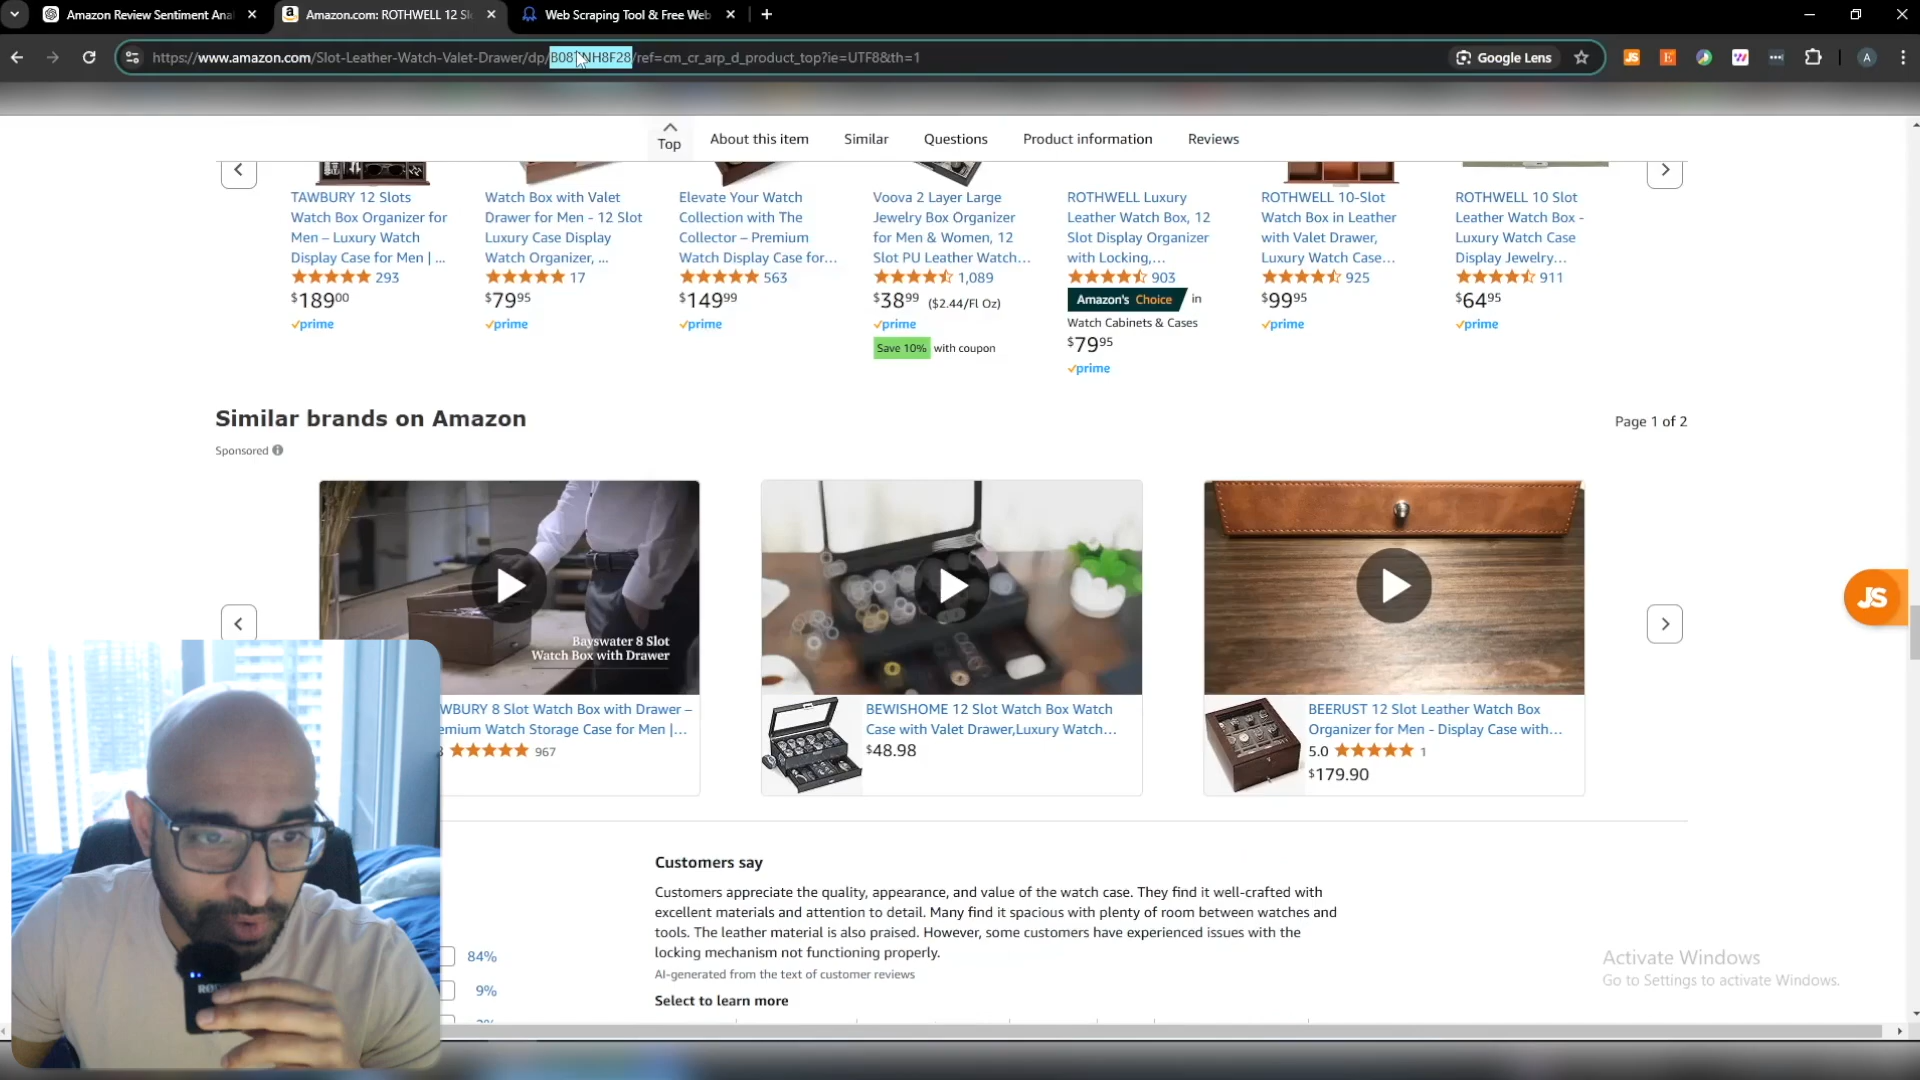 Amazon Review Sentiment Anal
Amazon.com: ROTHWELL 12 Sl
Web Scraping Tool & Free Web
https://www.amazon.com/Slot-Leather-Watch-Valet-Drawer/dp/ NH8F28/ref=cm_cr_arp_d_product_top?ie=UTF8&th=1
Google Lens
Top
About this item
Similar
Questions
Product information
Reviews
TAWBURY 12 Slots
Watch Box Organizer for
Men – Luxury Watch
Display Case for Men | ...
293
$189.00
prime
Watch Box with Valet
Drawer for Men - 12 Slot
Luxury Case Display
Watch Organizer, ...
17
$79.95
prime
Elevate Your Watch
Collection with The
Collector – Premium
Watch Display Case for...
563
$149.99
prime
Voova 2 Layer Large
Jewelry Box Organizer
for Men & Women, 12
Slot PU Leather Watch...
1,089
$38.99 ($2.44/Fl Oz)
prime
Save 10% with coupon
ROTHWELL Luxury
Leather Watch Box, 12
Slot Display Organizer
with Locking,...
903
Amazon's Choice in
Watch Cabinets & Cases
$79.95
prime
ROTHWELL 10-Slot
Watch Box in Leather
with Valet Drawer,
Luxury Watch Case...
925
$99.95
prime
ROTHWELL 10 Slot
Leather Watch Box -
Luxury Watch Case
Display Jewelry...
911
$64.95
prime
Similar brands on Amazon
Page 1 of 2
Sponsored
Bayswater 8 Slot
Watch Box with Drawer
WBURY 8 Slot Watch Box with Drawer –
emium Watch Storage Case for Men |...
967
BEWISHOME 12 Slot Watch Box Watch
Case with Valet Drawer,Luxury Watch...
$48.98
BEERUST 12 Slot Leather Watch Box
Organizer for Men - Display Case with...
5.0 1
$179.90
JS
Customers say
Customers appreciate the quality, appearance, and value of the watch case. They find it well-crafted with
excellent materials and attention to detail. Many find it spacious with plenty of room between watches and
tools. The leather material is also praised. However, some customers have experienced issues with the
locking mechanism not functioning properly.
AI-generated from the text of customer reviews
Select to learn more
84%
9%
Activate Windows
Go to Settings to activate Windows.